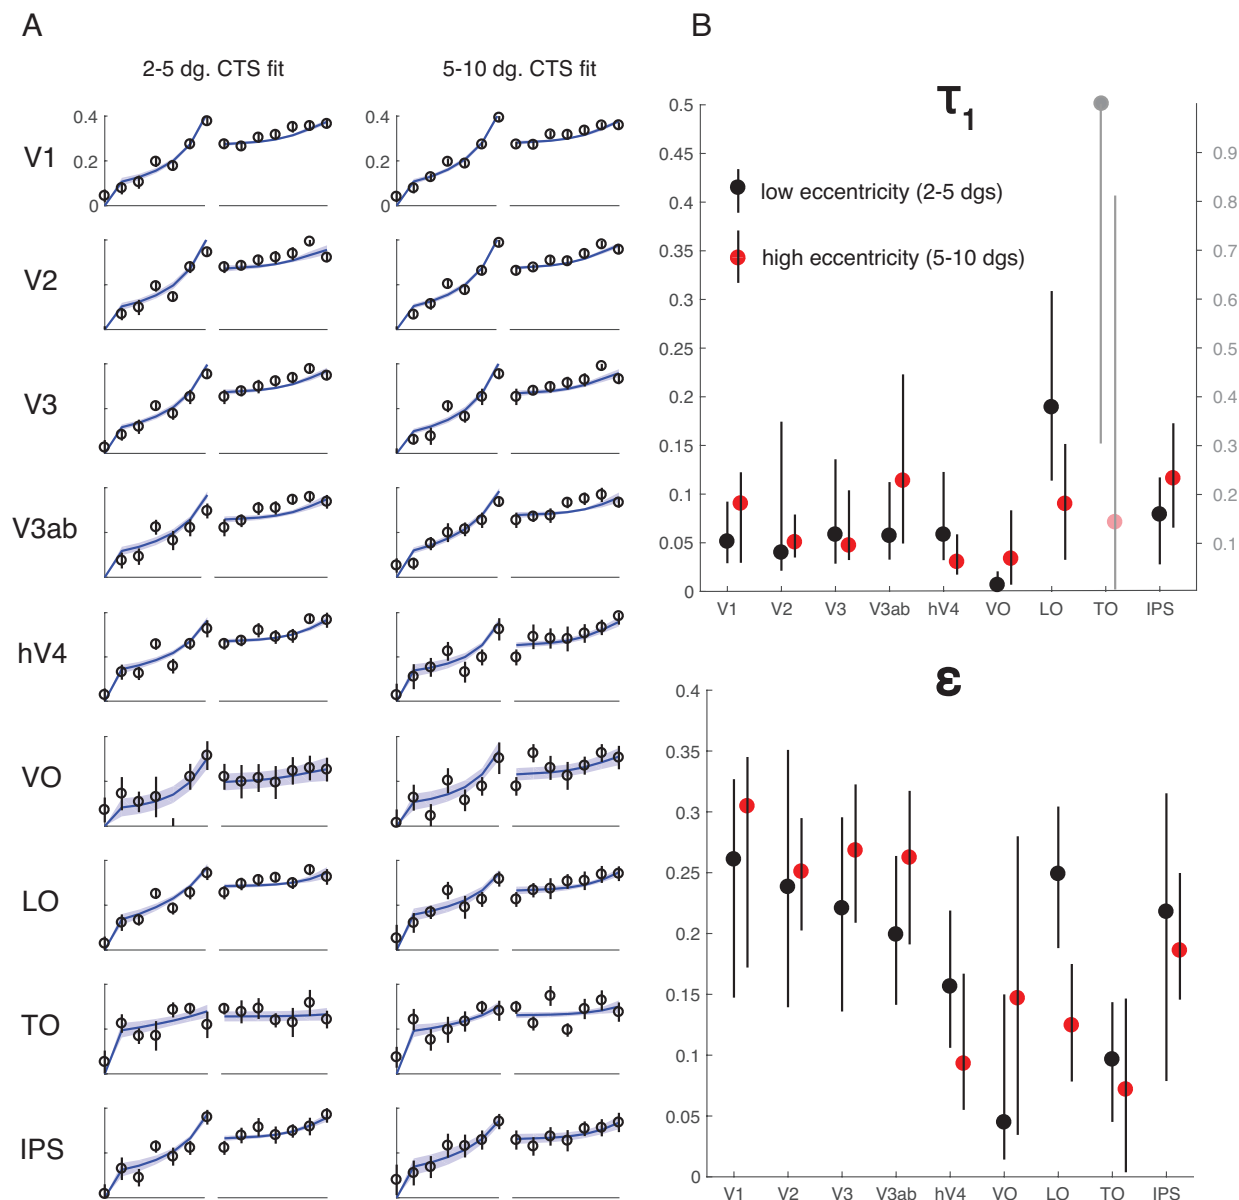 A
B
2-5 dg. CTS fit
5-10 dg. CTS fit
V1
0.4
0.2
0
V2
V3
V3ab
hV4
VO
LO
TO
IPS
τ1
0.5
0.45
0.4
0.35
0.3
0.25
0.2
0.15
0.1
0.05
0
low eccentricity (2-5 dgs)
high eccentricity (5-10 dgs)
0.9
0.8
0.7
0.6
0.5
0.4
0.3
0.2
0.1
V1 V2 V3 V3ab hV4 VO LO TO IPS
ε
0.4
0.35
0.3
0.25
0.2
0.15
0.1
0.05
0
V1 V2 V3 V3ab hV4 VO LO TO IPS